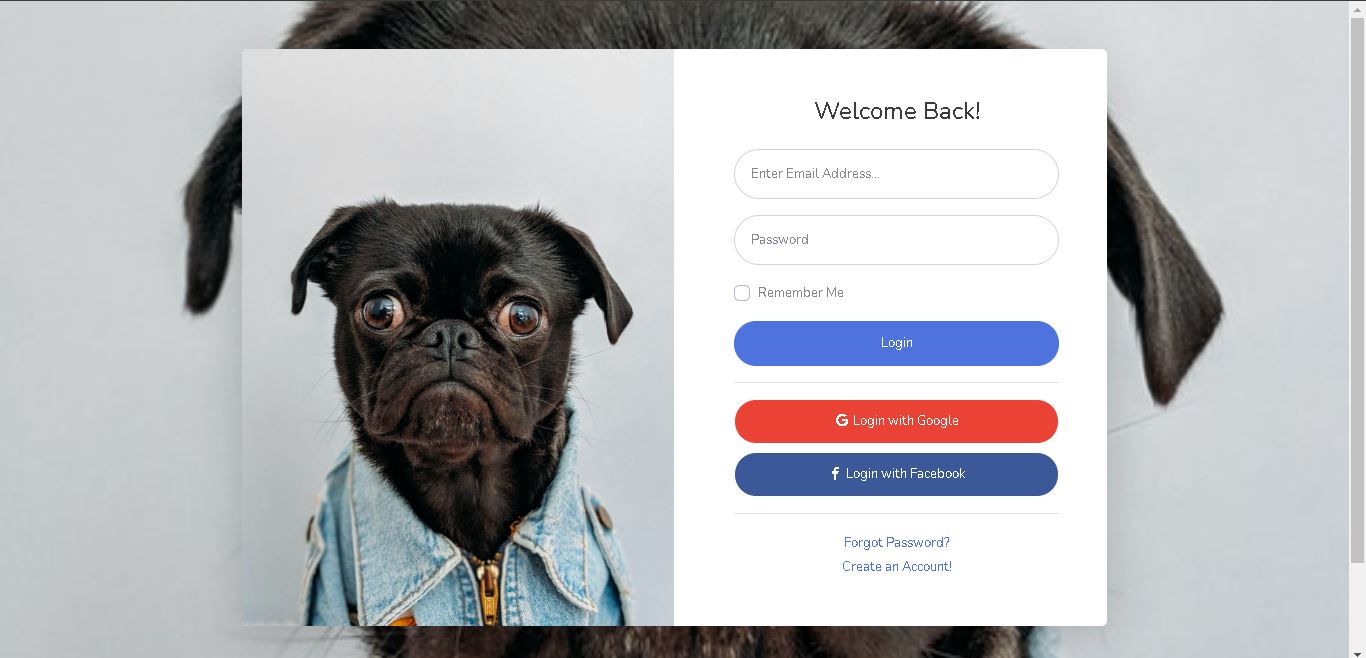 Welcome Back!
Enter Email Address...
Password
Remember Me
Login
Login with Google
Login with Facebook
Forgot Password?
Create an Account!